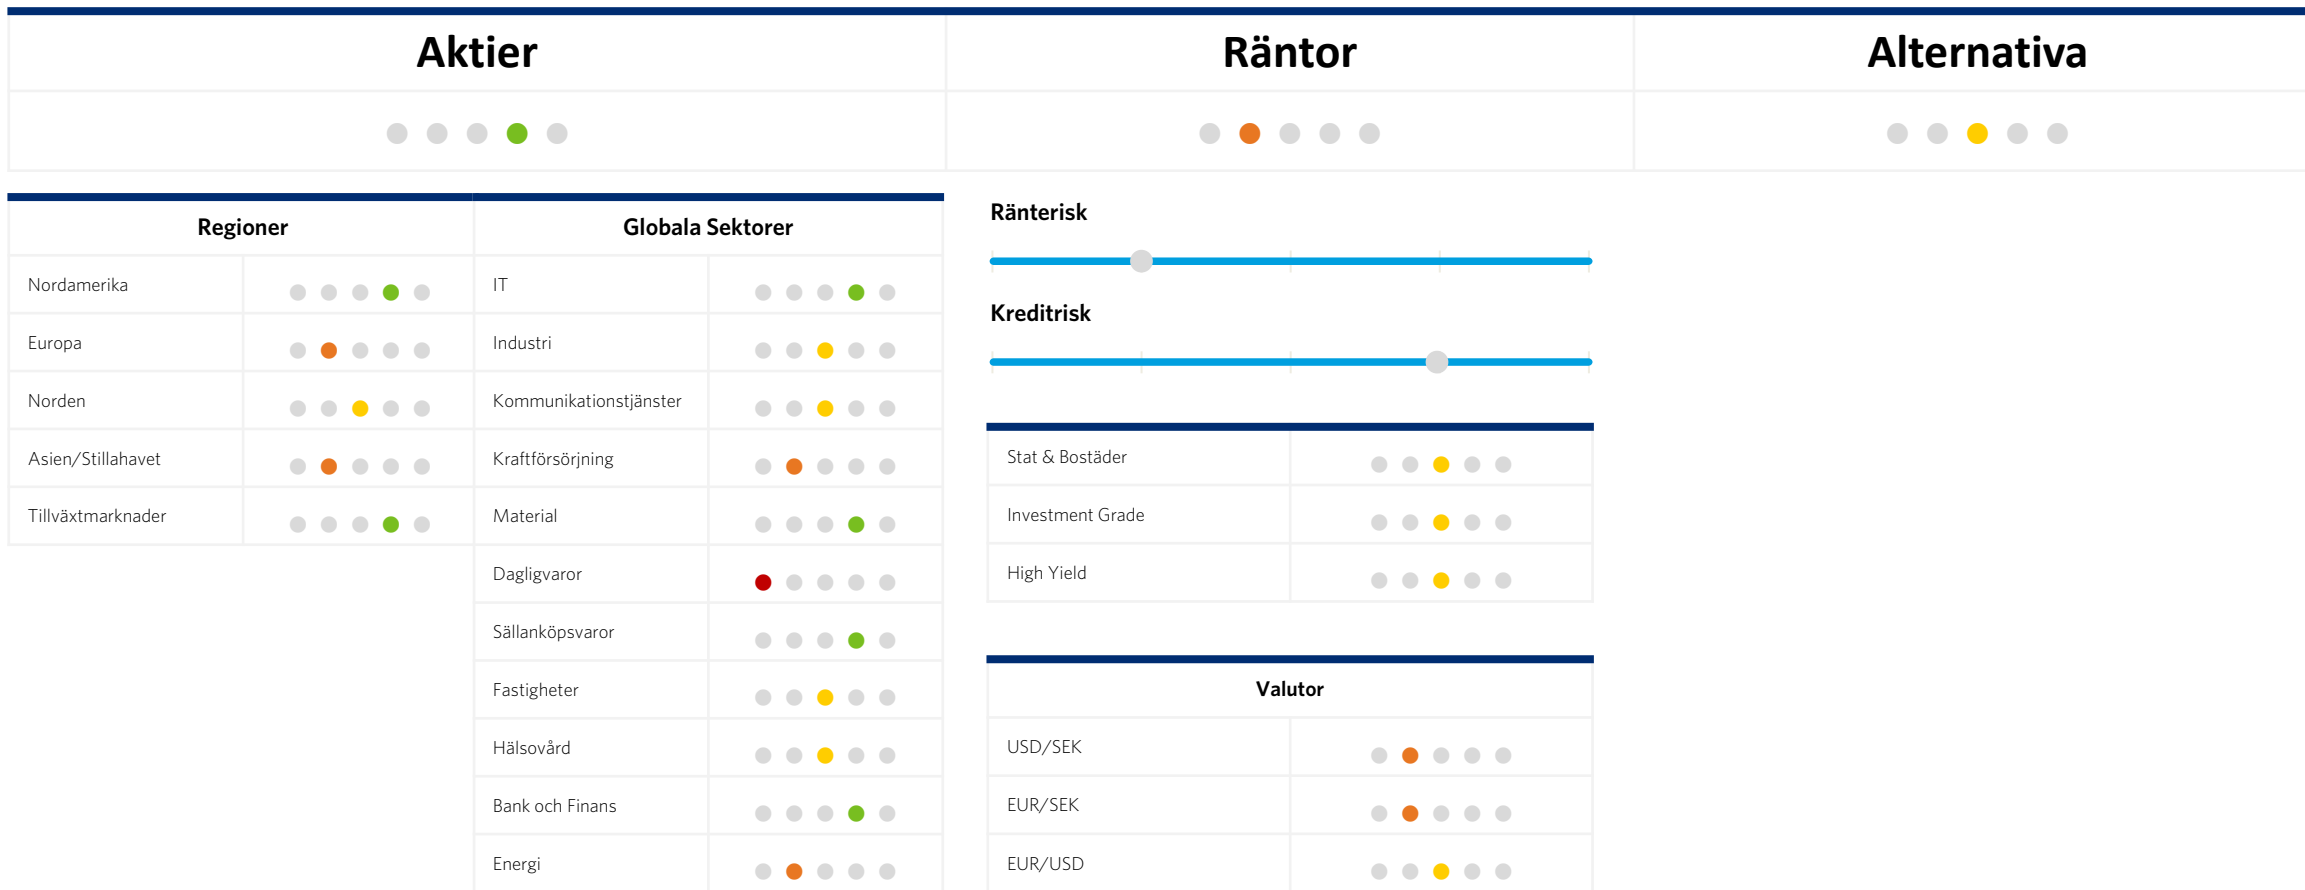 Aktier
Räntor
Alternativa
Regioner
Globala Sektorer
Nordamerika
IT
Europa
Industri
Norden
Kommunikationstjänster
Asien/Stillahavet
Kraftförsörjning
Tillväxtmarknader
Material
Dagligvaror
Sällanköpsvaror
Fastigheter
Hälsovård
Bank och Finans
Energi
Ränterisk
Kreditrisk
Stat & Bostäder
Investment Grade
High Yield
Valutor
USD/SEK
EUR/SEK
EUR/USD